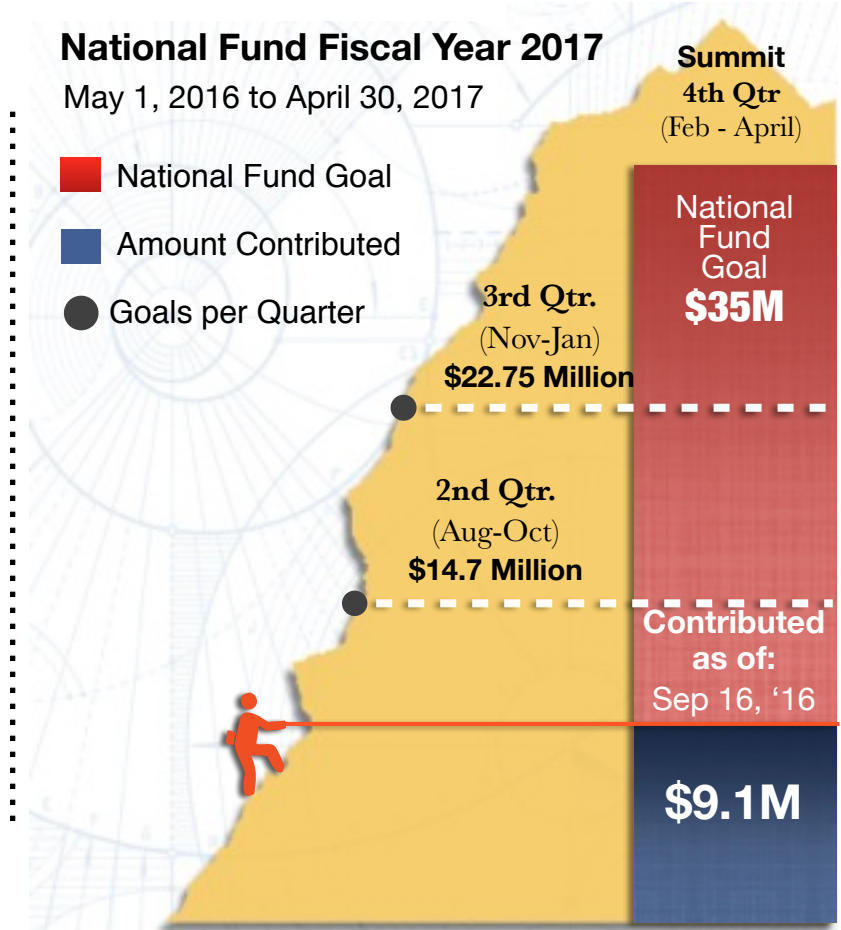 National Fund Fiscal Year 2017
May 1, 2016 to April 30, 2017
National Fund Goal
Amount Contributed
Goals per Quarter
Summit
4th Qtr
(Feb - April)
National
Fund
Goal
$35M
3rd Qtr.
(Nov-Jan)
$22.75 Million
2nd Qtr.
(Aug-Oct)
$14.7 Million
Contributed
as of:
Sep 16, ‘16
$9.1M